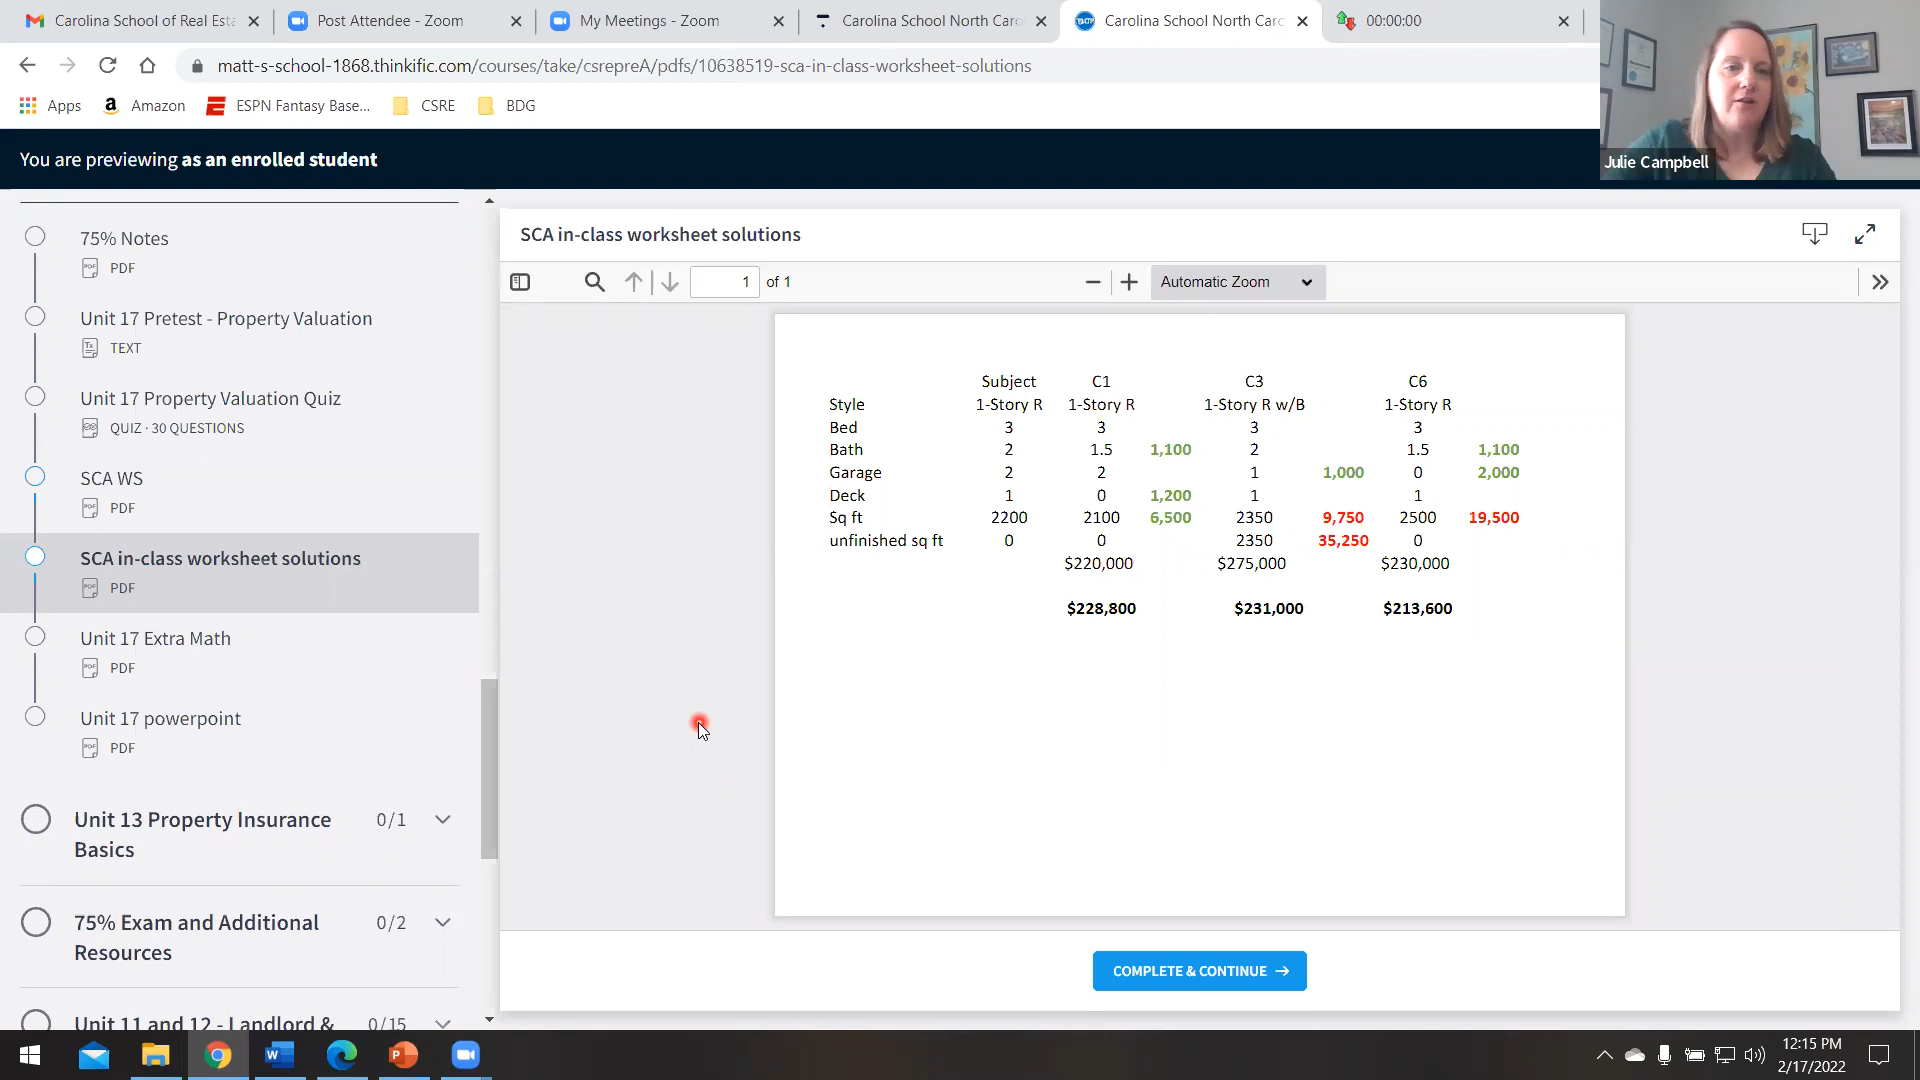 Carolina School of Real Esta
Post Attendee - Zoom
My Meetings - Zoom
Carolina School North Caro
Carolina School North Caro
00:00:00
matt-s-school-1868.thinkific.com/courses/take/csrepreA/pdfs/10638519-sca-in-class-worksheet-solutions
Apps
Amazon
ESPN Fantasy Base...
CSRE
BDG
Julie Campbell
You are previewing as an enrolled student
75% Notes
PDF
Unit 17 Pretest - Property Valuation
TEXT
Unit 17 Property Valuation Quiz
QUIZ · 30 QUESTIONS
SCA WS
PDF
SCA in-class worksheet solutions
PDF
Unit 17 Extra Math
PDF
Unit 17 powerpoint
PDF
Unit 13 Property Insurance Basics 0/1
75% Exam and Additional Resources 0/2
Unit 11 and 12 - Landlord & 0/15
SCA in-class worksheet solutions
1 of 1
Automatic Zoom
Subject C1 C3 C6
Style 1-Story R 1-Story R 1-Story R w/B 1-Story R
Bed 3 3 3 3
Bath 2 1.5 1,100 2 1.5 1,100
Garage 2 2 1 1,000 0 2,000
Deck 1 0 1,200 1 1
Sq ft 2200 2100 6,500 2350 9,750 2500 19,500
unfinished sq ft 0 0 2350 35,250 0
$220,000 $275,000 $230,000
$228,800 $231,000 $213,600
COMPLETE & CONTINUE →
12:15 PM
2/17/2022